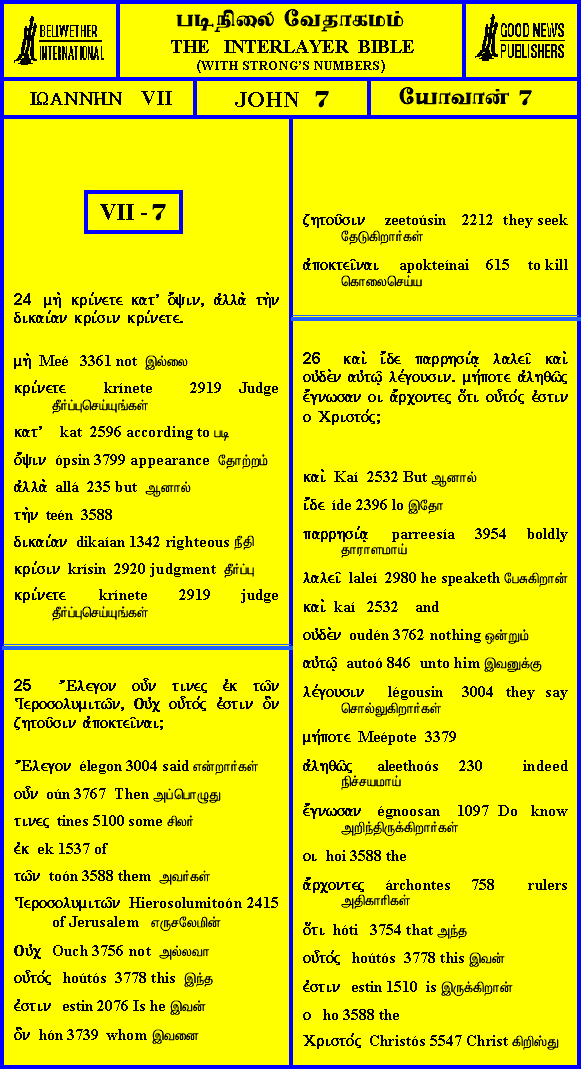 BELLWETHER
INTERNATIONAL
படிநிலை வேதாகமம்
THE INTERLAYER BIBLE
(WITH STRONG'S NUMBERS)
GOOD NEWS
PUBLISHERS
ΙΩΑΝΝΗΝ VII
JOHN 7
யோவான் 7
VII - 7
24 μὴ κρίνετε κατ' ὄψιν, ἀλλὰ τὴν
δικαίαν κρίσιν κρίνετε.
μὴ Meé 3361 not இல்லை
κρίνετε krínete 2919 Judge
தீர்ப்புசெய்யுங்கள்
κατ' kat 2596 according to படி
ὄψιν ópsin 3799 appearance தோற்றம்
ἀλλὰ allá 235 but ஆனால்
τὴν teén 3588
δικαίαν dikaían 1342 righteous நீதி
κρίσιν krísin 2920 judgment தீர்ப்பு
κρίνετε krínete 2919 judge
தீர்ப்புசெய்யுங்கள்
25 Ἔλεγον οὖν τινες ἐκ τῶν
Ἱεροσολυμιτῶν, Οὐχ οὗτός ἐστιν ὃν
ζητοῦσιν ἀποκτεῖναι;
Ἔλεγον élegon 3004 said என்றார்கள்
οὖν oún 3767 Then அப்பொழுது
τινες tines 5100 some சிலர்
ἐκ ek 1537 of
τῶν toón 3588 them அவர்கள்
Ἱεροσολυμιτῶν Hierosolumitoón 2415
of Jerusalem எருசலேமின்
Οὐχ Ouch 3756 not அல்லவா
οὗτός hoútós 3778 this இந்த
ἐστιν estin 2076 Is he இவன்
ὃν hón 3739 whom இவனை
ζητοῦσιν zeetoúsin 2212 they seek
தேடுகிறார்கள்
ἀποκτεῖναι apokteínai 615 to kill
கொலைசெய்ய
26 καὶ ἴδε παρρησίᾳ λαλεῖ καὶ
οὐδὲν αὐτῷ λέγουσιν. μήποτε ἀληθῶς
ἔγνωσαν οι ἄρχοντες ὅτι οὗτός ἐστιν
ο Χριστός;
καὶ Kaí 2532 But ஆனால்
ἴδε íde 2396 lo இதோ
παρρησίᾳ parreesía 3954 boldly
தாராளமாய்
λαλεῖ laleí 2980 he speaketh பேசுகிறான்
καὶ kaí 2532 and
οὐδὲν oudén 3762 nothing ஒன்றும்
αὐτῷ autoó 846 unto him இவனுக்கு
λέγουσιν légousin 3004 they say
சொல்லுகிறார்கள்
μήποτε Meépote 3379
ἀληθῶς aleethoós 230 indeed
நிச்சயமாய்
ἔγνωσαν égnoosan 1097 Do know
அறிந்திருக்கிறார்கள்
οι hoi 3588 the
ἄρχοντες árchontes 758 rulers
அதிகாரிகள்
ὅτι hóti 3754 that அந்த
οὗτός hoútós 3778 this இவன்
ἐστιν estin 1510 is இருக்கிறான்
ο ho 3588 the
Χριστός Christós 5547 Christ கிறிஸ்து